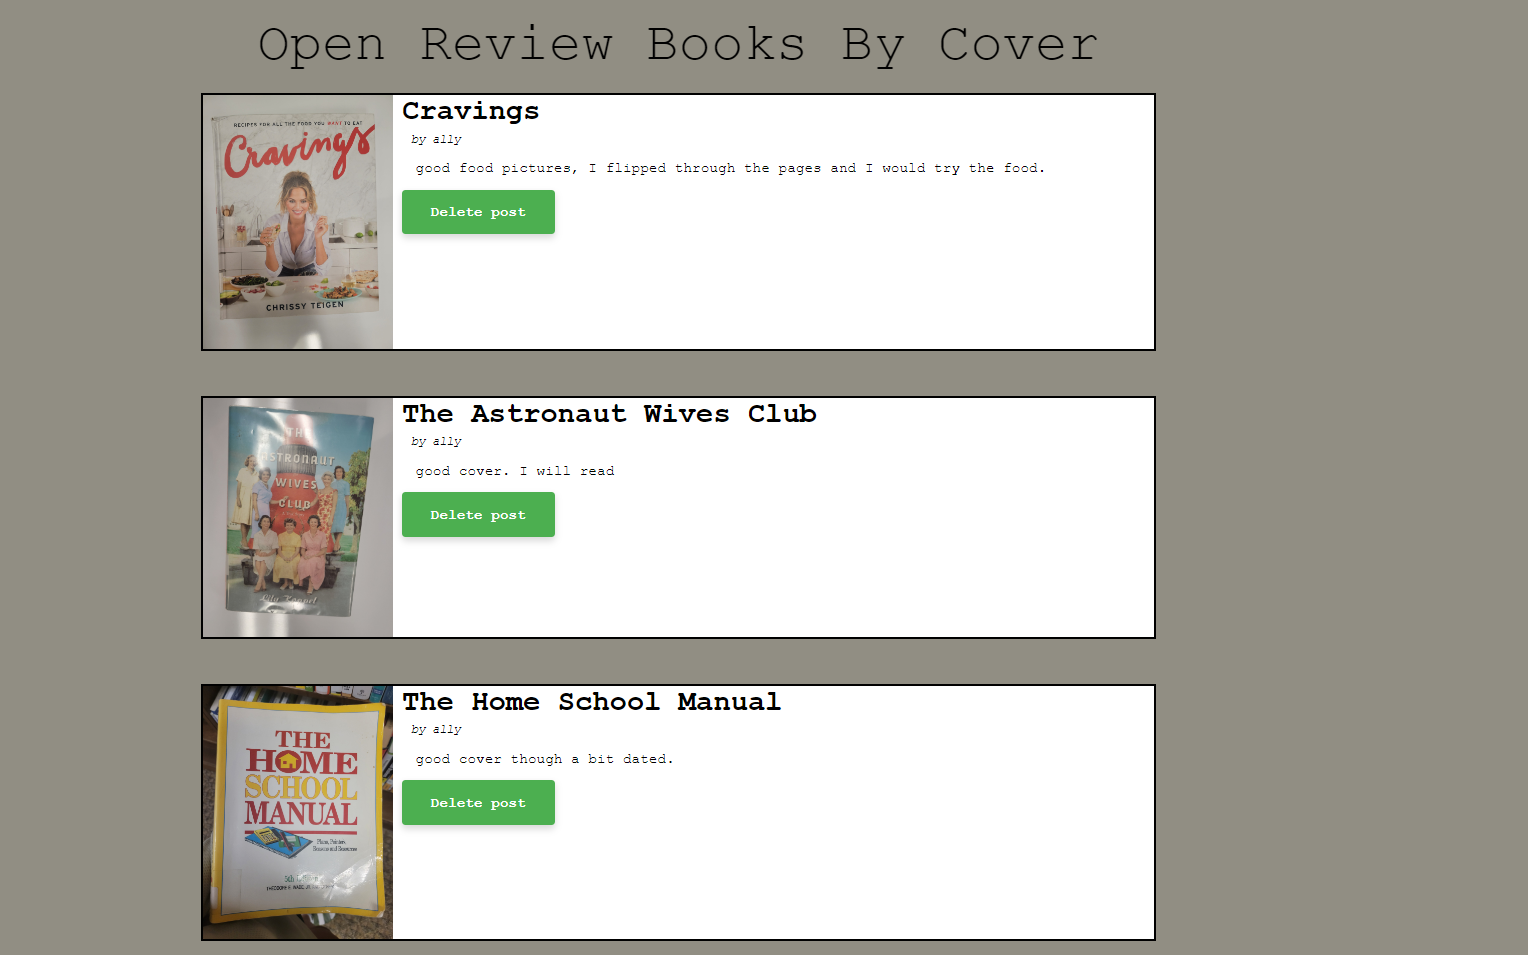 Open Review Books By Cover
RECIPES FOR ALL THE FOOD YOU WANT TO EAT
Cravings
CHRISSY TEIGEN
Cravings
by ally
good food pictures, I flipped through the pages and I would try the food.
Delete post
THE
ASTRONAUT
WIVES
CLUB
The Astronaut Wives Club
by ally
good cover. I will read
Delete post
THE
HOME
SCHOOL
MANUAL
Plans, Pointers,
The Home School Manual
by ally
good cover though a bit dated.
Delete post